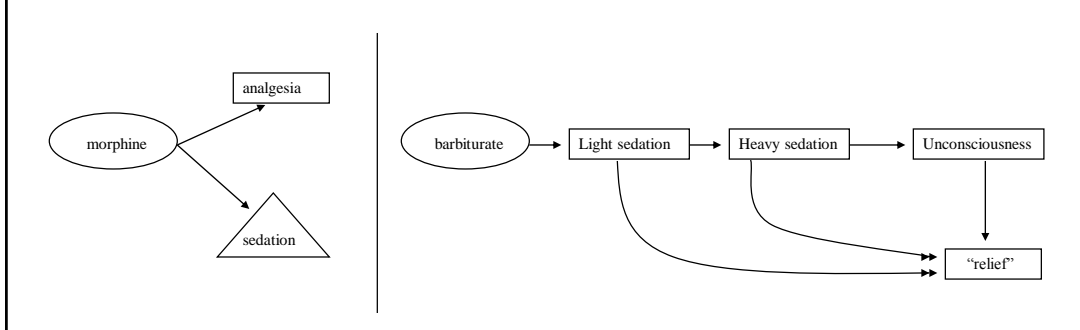 analgesia
morphine
sedation
barbiturate
Light sedation
Heavy sedation
Unconsciousness
“relief”